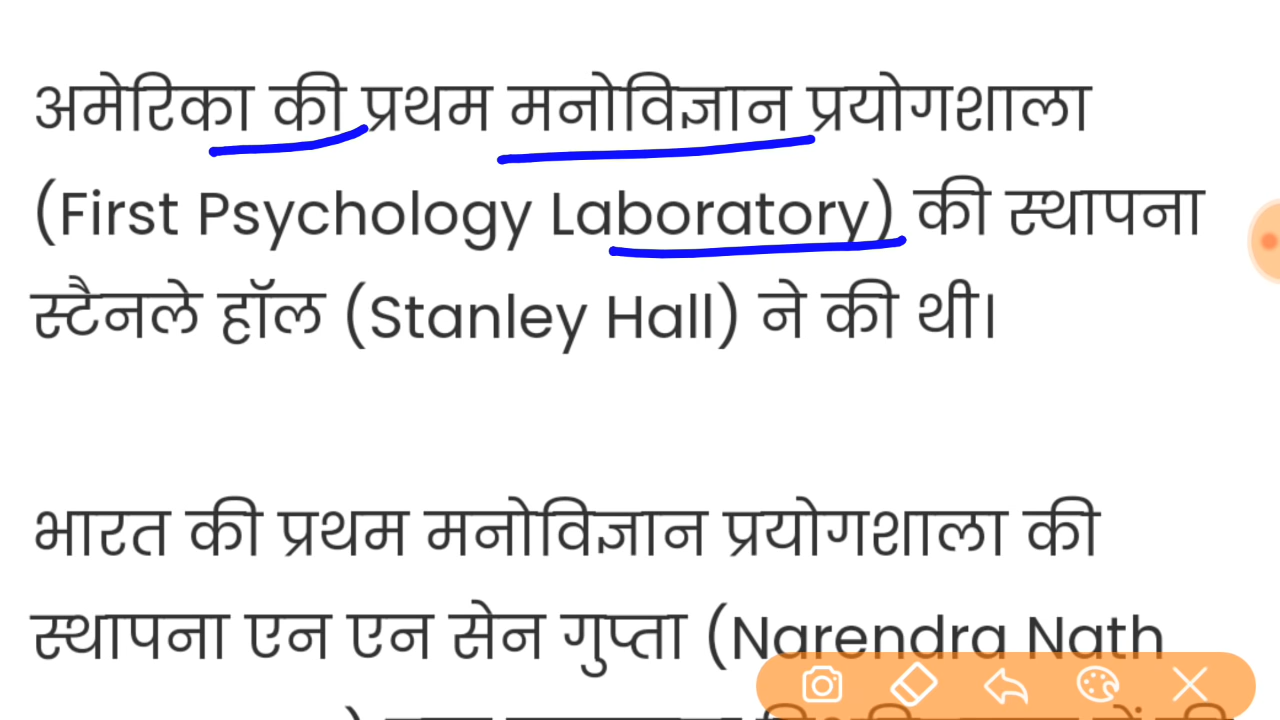 अमेरिका की प्रथम मनोविज्ञान प्रयोगशाला
(First Psychology Laboratory) की स्थापना
स्टैनले हॉल (Stanley Hall) ने की थी।
भारत की प्रथम मनोविज्ञान प्रयोगशाला की
स्थापना एन एन सेन गुप्ता (Narendra Nath